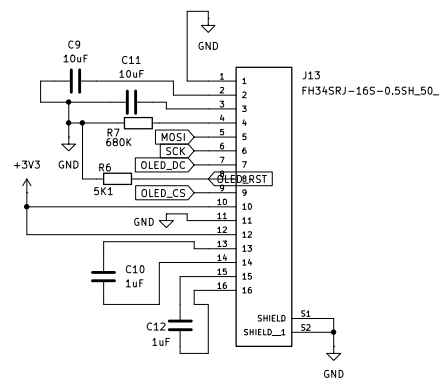 GND
C9
10uF
C11
10uF
J13
FH34SRJ-16S-0.5SH_50_
1 1
2 2
3 3
4 4
R7
680K
MOSI 5 5
SCK 6 6
OLED_DC 7 7
GND
+3V3
R6
5K1
8 8
OLED_RST
OLED_CS 9 9
10 10
GND 11 11
12 12
13 13
C10
1uF
14 14
15 15
16 16
C12
1uF
SHIELD S1
SHIELD__1 S2
GND